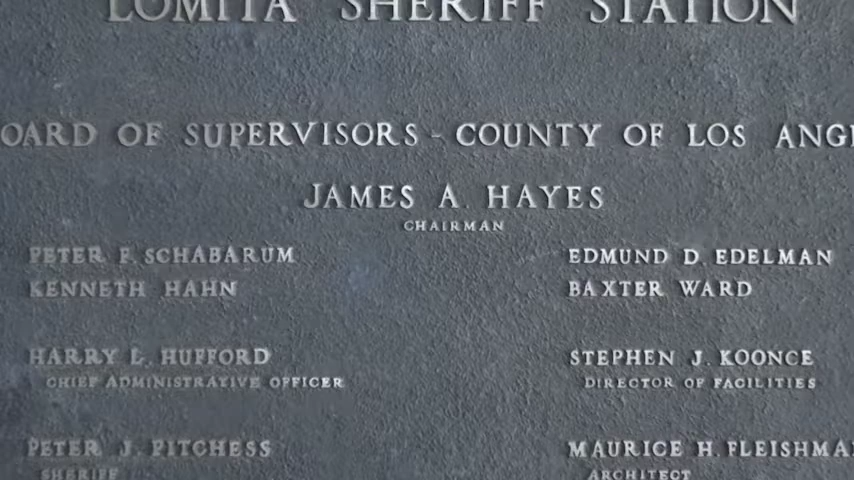 LOMITA SHERIFF STATION
OARD OF SUPERVISORS - COUNTY OF LOS ANGE
JAMES A. HAYES
CHAIRMAN
PETER F. SCHABARUM
EDMUND D. EDELMAN
KENNETH HAHN
BAXTER WARD
HARRY L. HUFFORD
STEPHEN J. KOONCE
CHIEF ADMINISTRATIVE OFFICER
DIRECTOR OF FACILITIES
PETER J. PITCHESS
MAURICE H. FLEISHMA
SHERIFF
ARCHITECT